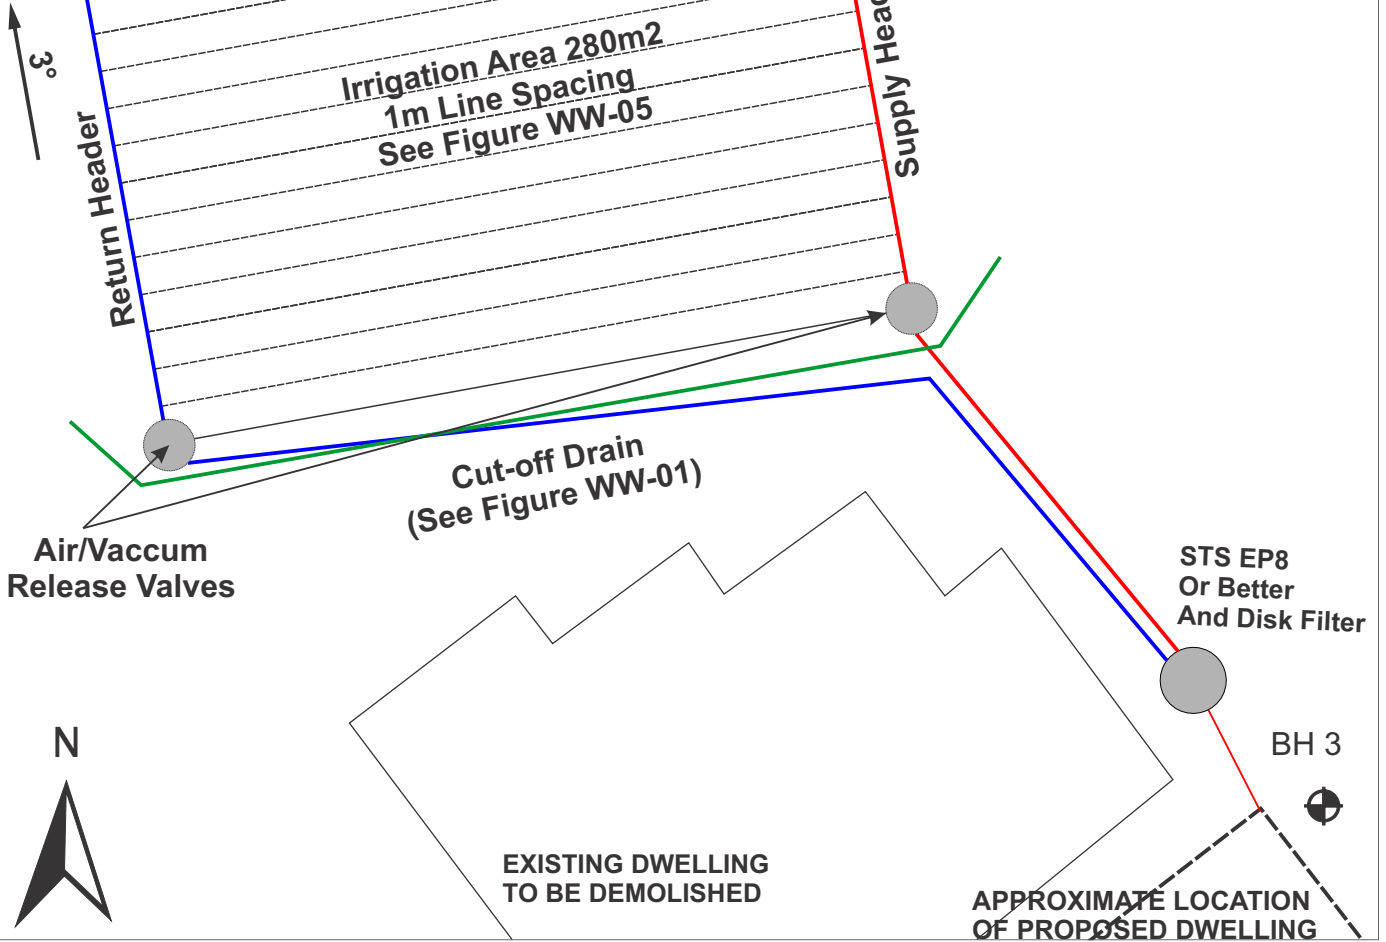 3°
Irrigation Area 280m2
1m Line Spacing
See Figure WW-05
Return Header
Supply Head
Cut-off Drain
(See Figure WW-01)
Air/Vaccum
Release Valves
STS EP8
Or Better
And Disk Filter
N
BH 3
EXISTING DWELLING
TO BE DEMOLISHED
APPROXIMATE LOCATION
OF PROPOSED DWELLING